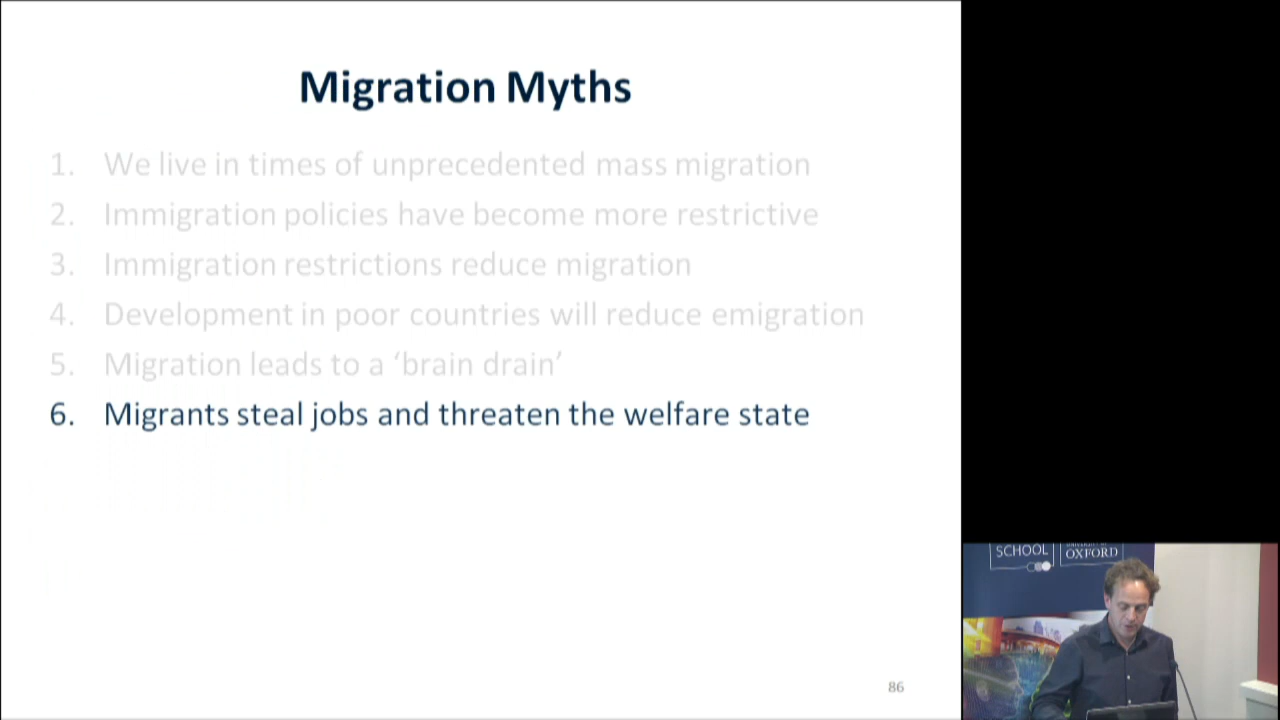 Migration Myths
1. We live in times of unprecedented mass migration
2. Immigration policies have become more restrictive
3. Immigration restrictions reduce migration
4. Development in poor countries will reduce emigration
5. Migration leads to a ‘brain drain’
6. Migrants steal jobs and threaten the welfare state
86
SCHOOL
UNIVERSITY OF
OXFORD